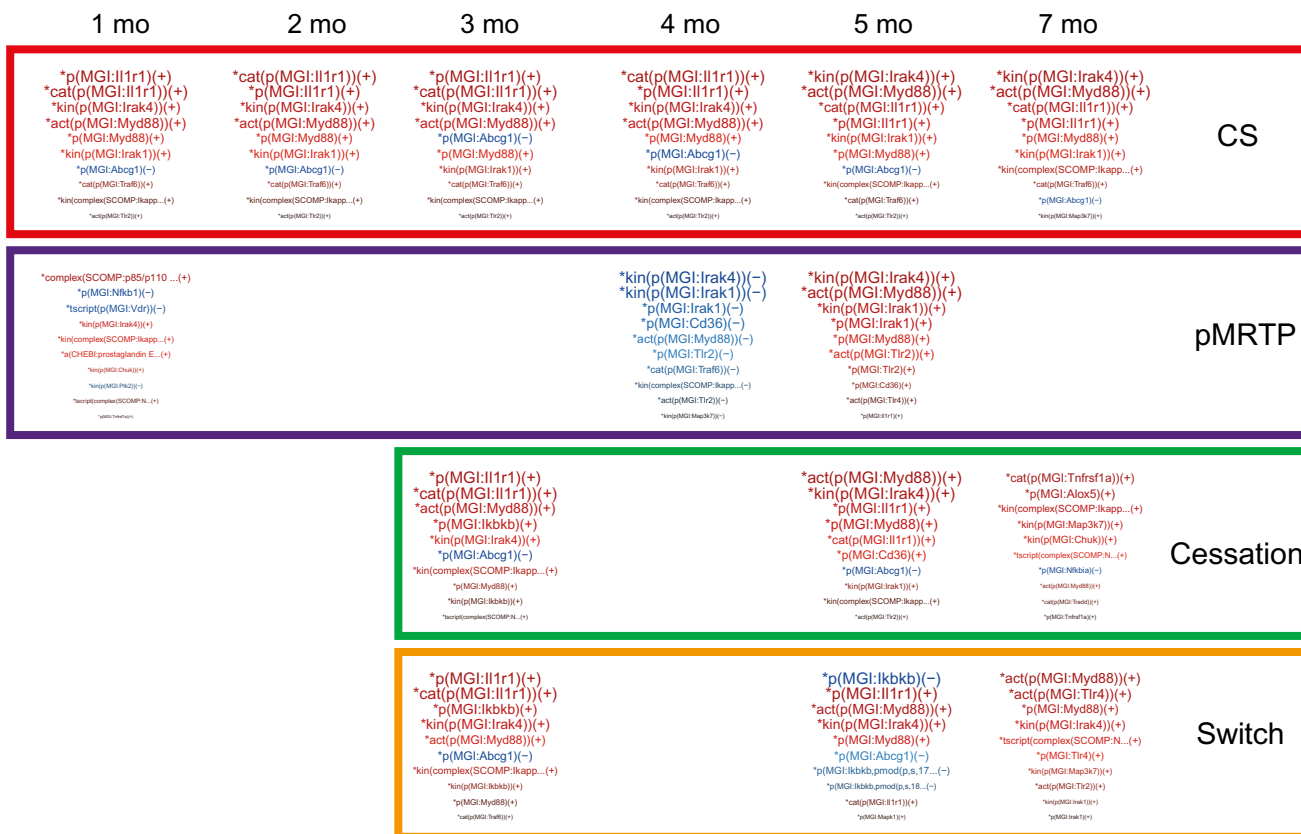 1 mo 2 mo 3 mo 4 mo 5 mo 7 mo
*p(MGI:Il1r1)(+) *cat(p(MGI:Il1r1))(+) *p(MGI:Il1r1)(+) *cat(p(MGI:Il1r1))(+) *kin(p(MGI:Irak4))(+) *kin(p(MGI:Irak4))(+)
*cat(p(MGI:Il1r1))(+) *p(MGI:Il1r1)(+) *cat(p(MGI:Il1r1))(+) *p(MGI:Il1r1)(+) *act(p(MGI:Myd88))(+) *act(p(MGI:Myd88))(+)
*kin(p(MGI:Irak4))(+) *kin(p(MGI:Irak4))(+) *kin(p(MGI:Irak4))(+) *kin(p(MGI:Irak4))(+) *cat(p(MGI:Il1r1))(+) *cat(p(MGI:Il1r1))(+)
*act(p(MGI:Myd88))(+) *act(p(MGI:Myd88))(+) *act(p(MGI:Myd88))(+) *act(p(MGI:Myd88))(+) *p(MGI:Il1r1)(+) *p(MGI:Il1r1)(+)
*p(MGI:Myd88)(+) *p(MGI:Myd88)(+) *p(MGI:Abcg1)(−) *p(MGI:Myd88)(+) *kin(p(MGI:Irak1))(+) *p(MGI:Myd88)(+)
*kin(p(MGI:Irak1))(+) *kin(p(MGI:Irak1))(+) *p(MGI:Myd88)(+) *p(MGI:Abcg1)(−) *p(MGI:Myd88)(+) *kin(p(MGI:Irak1))(+)
*p(MGI:Abcg1)(−) *p(MGI:Abcg1)(−) *kin(p(MGI:Irak1))(+) *kin(p(MGI:Irak1))(+) *p(MGI:Abcg1)(−) *kin(complex(SCOMP:Ikapp...(+)
*cat(p(MGI:Traf6))(+) *cat(p(MGI:Traf6))(+) *cat(p(MGI:Traf6))(+) *cat(p(MGI:Traf6))(+) *kin(complex(SCOMP:Ikapp...(+) *cat(p(MGI:Traf6))(+)
*kin(complex(SCOMP:Ikapp...(+) *kin(complex(SCOMP:Ikapp...(+) *kin(complex(SCOMP:Ikapp...(+) *kin(complex(SCOMP:Ikapp...(+) *cat(p(MGI:Traf6))(+) *p(MGI:Abcg1)(−)
*act(p(MGI:Tlr2))(+) *act(p(MGI:Tlr2))(+) *act(p(MGI:Tlr2))(+) *act(p(MGI:Tlr2))(+) *act(p(MGI:Tlr2))(+) *kin(p(MGI:Map3k7))(+)
CS
*complex(SCOMP:p85/p110 ...(+) *kin(p(MGI:Irak4))(−) *kin(p(MGI:Irak4))(+)
*p(MGI:Nfkb1)(−) *kin(p(MGI:Irak1))(−) *act(p(MGI:Myd88))(+)
*tscript(p(MGI:Vdr))(−) *p(MGI:Irak1)(−) *kin(p(MGI:Irak1))(+)
*kin(p(MGI:Irak4))(+) *p(MGI:Cd36)(−) *p(MGI:Irak1)(+)
*kin(complex(SCOMP:Ikapp...(+) *act(p(MGI:Myd88))(−) *p(MGI:Myd88)(+)
*a(CHEBI:prostaglandin E...(+) *p(MGI:Tlr2)(−) *act(p(MGI:Tlr2))(+)
*kin(p(MGI:Chuk))(+) *cat(p(MGI:Traf6))(−) *p(MGI:Tlr2)(+)
*kin(p(MGI:Ptk2))(−) *kin(complex(SCOMP:Ikapp...(−) *p(MGI:Cd36)(+)
*tscript(complex(SCOMP:N...(+) *act(p(MGI:Tlr2))(−) *act(p(MGI:Tlr4))(+)
*p(MGI:Tnfrsf1a)(+) *kin(p(MGI:Map3k7))(−) *p(MGI:Il1r1)(+)
pMRTP
*p(MGI:Il1r1)(+) *act(p(MGI:Myd88))(+) *cat(p(MGI:Tnfrsf1a))(+)
*cat(p(MGI:Il1r1))(+) *kin(p(MGI:Irak4))(+) *p(MGI:Alox5)(+)
*act(p(MGI:Myd88))(+) *p(MGI:Il1r1)(+) *kin(complex(SCOMP:Ikapp...(+)
*p(MGI:Ikbkb)(+) *p(MGI:Myd88)(+) *kin(p(MGI:Map3k7))(+)
*kin(p(MGI:Irak4))(+) *cat(p(MGI:Il1r1))(+) *kin(p(MGI:Chuk))(+)
*p(MGI:Abcg1)(−) *p(MGI:Cd36)(+) *tscript(complex(SCOMP:N...(+)
*kin(complex(SCOMP:Ikapp...(+) *p(MGI:Abcg1)(−) *p(MGI:Nfkbia)(−)
*p(MGI:Myd88)(+) *kin(p(MGI:Irak1))(+) *act(p(MGI:Myd88))(+)
*kin(p(MGI:Ikbkb))(+) *kin(complex(SCOMP:Ikapp...(+) *cat(p(MGI:Tradd))(+)
*tscript(complex(SCOMP:N...(+) *act(p(MGI:Tlr2))(+) *p(MGI:Tnfrsf1a)(+)
Cessation
*p(MGI:Il1r1)(+) *p(MGI:Ikbkb)(−) *act(p(MGI:Myd88))(+)
*cat(p(MGI:Il1r1))(+) *p(MGI:Il1r1)(+) *act(p(MGI:Tlr4))(+)
*p(MGI:Ikbkb)(+) *act(p(MGI:Myd88))(+) *p(MGI:Myd88)(+)
*kin(p(MGI:Irak4))(+) *kin(p(MGI:Irak4))(+) *kin(p(MGI:Irak4))(+)
*act(p(MGI:Myd88))(+) *p(MGI:Myd88)(+) *tscript(complex(SCOMP:N...(+)
*p(MGI:Abcg1)(−) *p(MGI:Abcg1)(−) *p(MGI:Tlr4)(+)
*kin(complex(SCOMP:Ikapp...(+) *p(MGI:Ikbkb,pmod(p,s,17...(−) *kin(p(MGI:Map3k7))(+)
*kin(p(MGI:Ikbkb))(+) *p(MGI:Ikbkb,pmod(p,s,18...(−) *act(p(MGI:Tlr2))(+)
*p(MGI:Myd88)(+) *cat(p(MGI:Il1r1))(+) *kin(p(MGI:Irak1))(+)
*cat(p(MGI:Traf6))(+) *p(MGI:Mapk1)(+) *p(MGI:Irak1)(+)
Switch